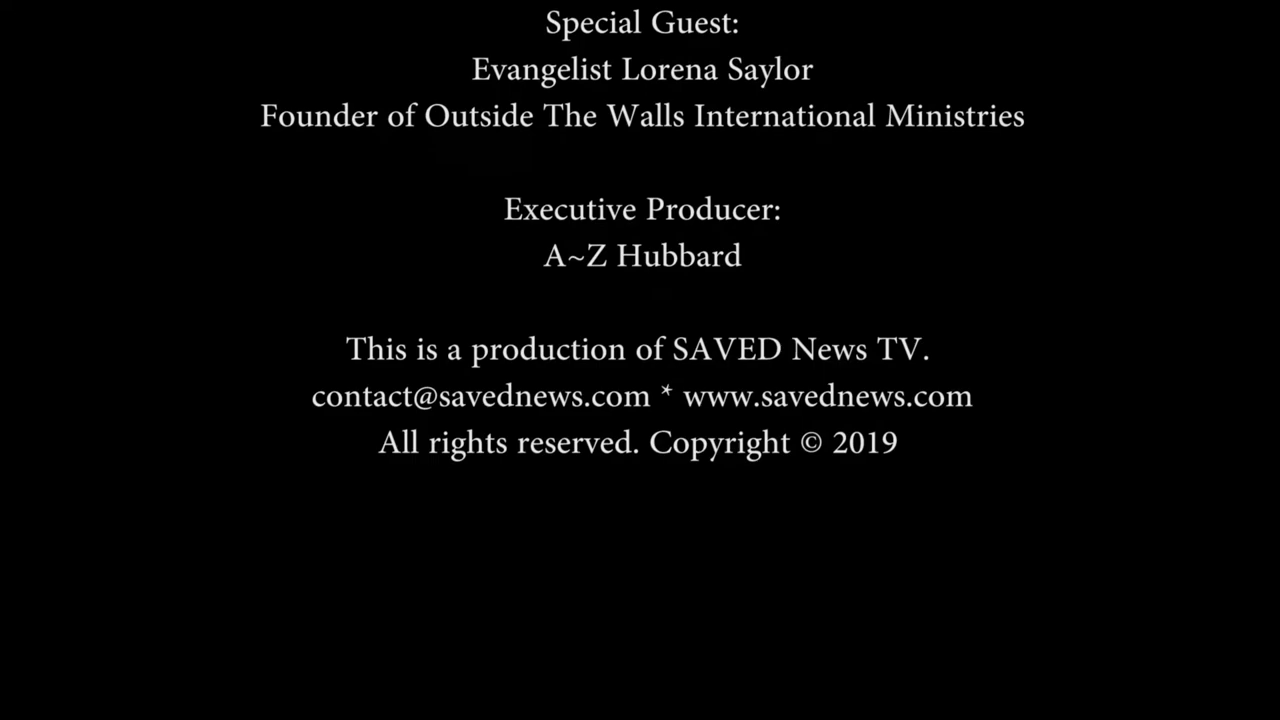 Special Guest:
Evangelist Lorena Saylor
Founder of Outside The Walls International Ministries
Executive Producer:
A~Z Hubbard
This is a production of SAVED News TV.
contact@savednews.com * www.savednews.com
All rights reserved. Copyright © 2019